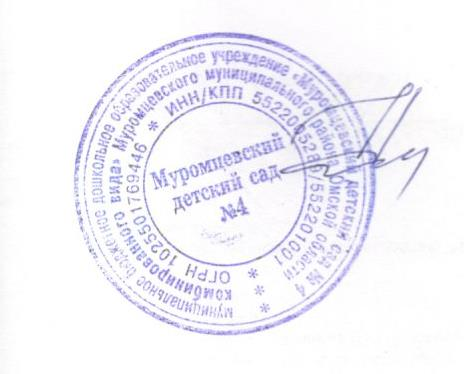 муниципальное бюджетное дошкольное образовательное учреждение «Муромцевский детский сад № 4
комбинированного вида» Муромцевского муниципального района Омской области
* ОГРН 1025501769446 * ИНН/КПП 552201001 *
Муромцевский
детский сад
№4